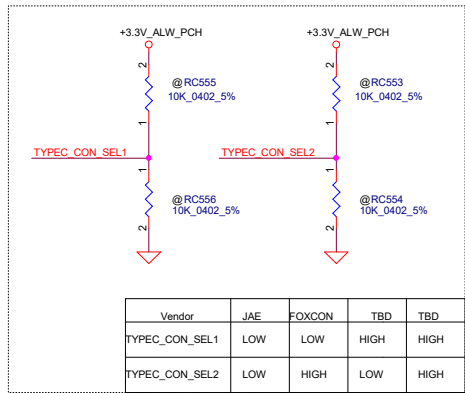 +3.3V_ALW_PCH +3.3V_ALW_PCH
2 2
@RC555 @RC553
10K_0402_5% 10K_0402_5%
1 1
TYPEC_CON_SEL1 TYPEC_CON_SEL2
1 1
@RC556 @RC554
10K_0402_5% 10K_0402_5%
2 2
Vendor JAE FOXCON TBD TBD
TYPEC_CON_SEL1 LOW LOW HIGH HIGH
TYPEC_CON_SEL2 LOW HIGH LOW HIGH